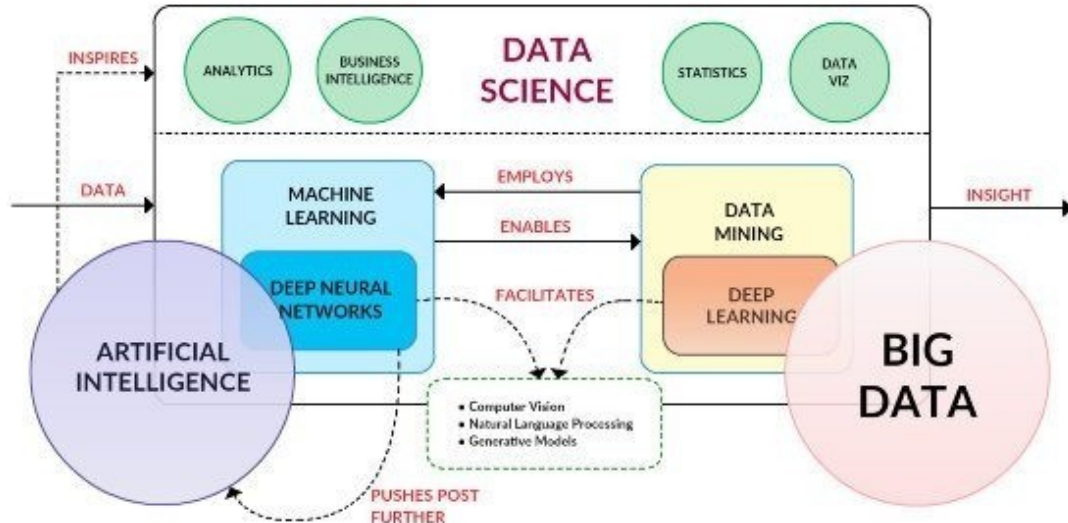 INSPIRES
ANALYTICS
BUSINESS
INTELLIGENCE
DATA
SCIENCE
STATISTICS
DATA
VIZ
DATA
MACHINE
LEARNING
EMPLOYS
ENABLES
DATA
MINING
INSIGHT
DEEP NEURAL
NETWORKS
FACILITATES
DEEP
LEARNING
ARTIFICIAL
INTELLIGENCE
BIG
DATA
• Computer Vision
• Natural Language Processing
• Generative Models
PUSHES POST
FURTHER